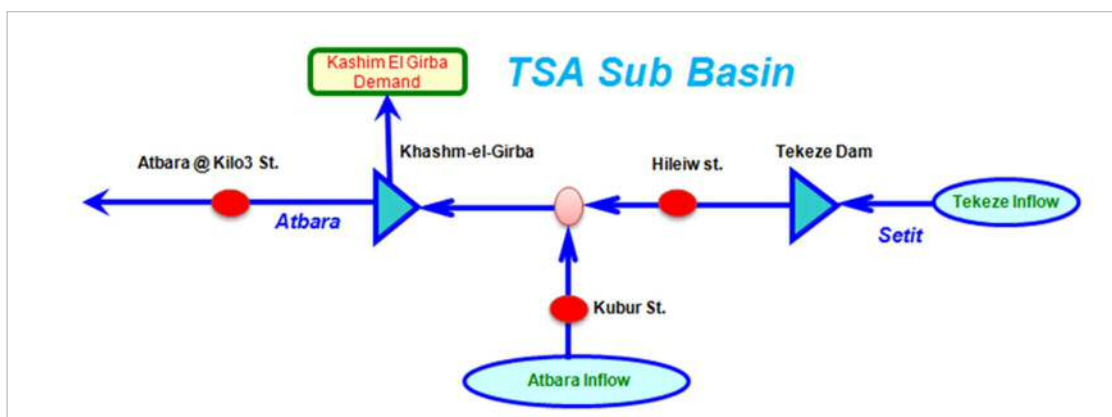 Kashim El Girba
Demand
TSA Sub Basin
Atbara @ Kilo3 St.
Khashm-el-Girba
Hileiw st.
Tekeze Dam
Atbara
Tekeze Inflow
Setit
Kubur St.
Atbara Inflow